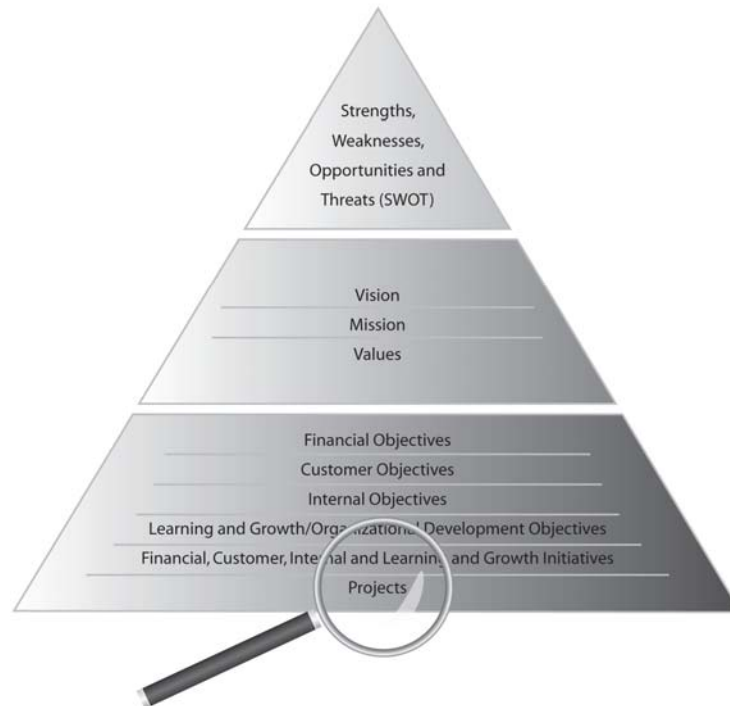 Strengths,
Weaknesses,
Opportunities and
Threats (SWOT)
Vision
Mission
Values
Financial Objectives
Customer Objectives
Internal Objectives
Learning and Growth/Organizational Development Objectives
Financial, Customer, Internal and Learning and Growth Initiatives
Projects